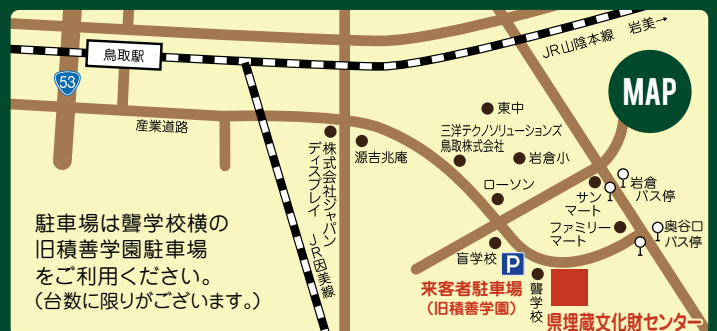 鳥取駅
53
JR山陰本線 岩美→
MAP
産業道路
東中
三洋テクノソリューションズ
鳥取株式会社
岩倉小
源吉兆庵
株式会社ジャパン
ディスプレイ
JR因美線
ローソン
サン
マート
岩倉
バス停
ファミリー
マート
奥谷口
バス停
盲学校
P
来客者駐車場
（旧積善学園）
聾学校
県埋蔵文化財センター
駐車場は聾学校横の
旧積善学園駐車場
をご利用ください。
（台数に限りがございます。）